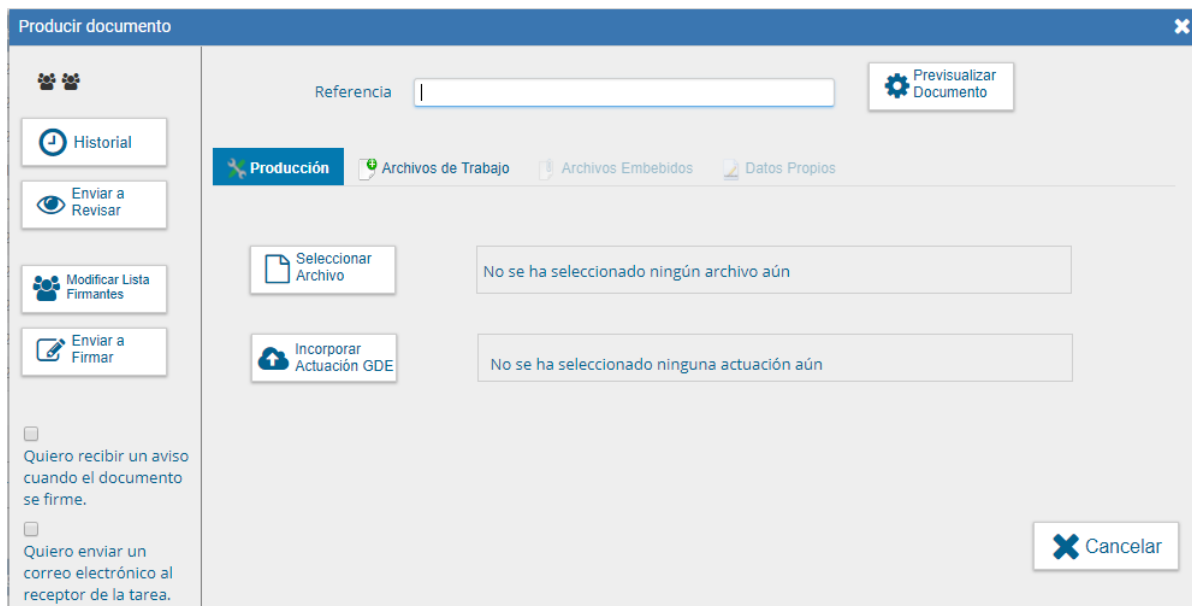 Producir documento
Referencia
Previsualizar
Documento
Historial
Enviar a
Revisar
Modificar Lista
Firmantes
Enviar a
Firmar
Quiero recibir un aviso
cuando el documento
se firme.
Quiero enviar un
correo electrónico al
receptor de la tarea.
Producción
Archivos de Trabajo
Archivos Embebidos
Datos Propios
Seleccionar
Archivo
No se ha seleccionado ningún archivo aún
Incorporar
Actuación GDE
No se ha seleccionado ninguna actuación aún
Cancelar